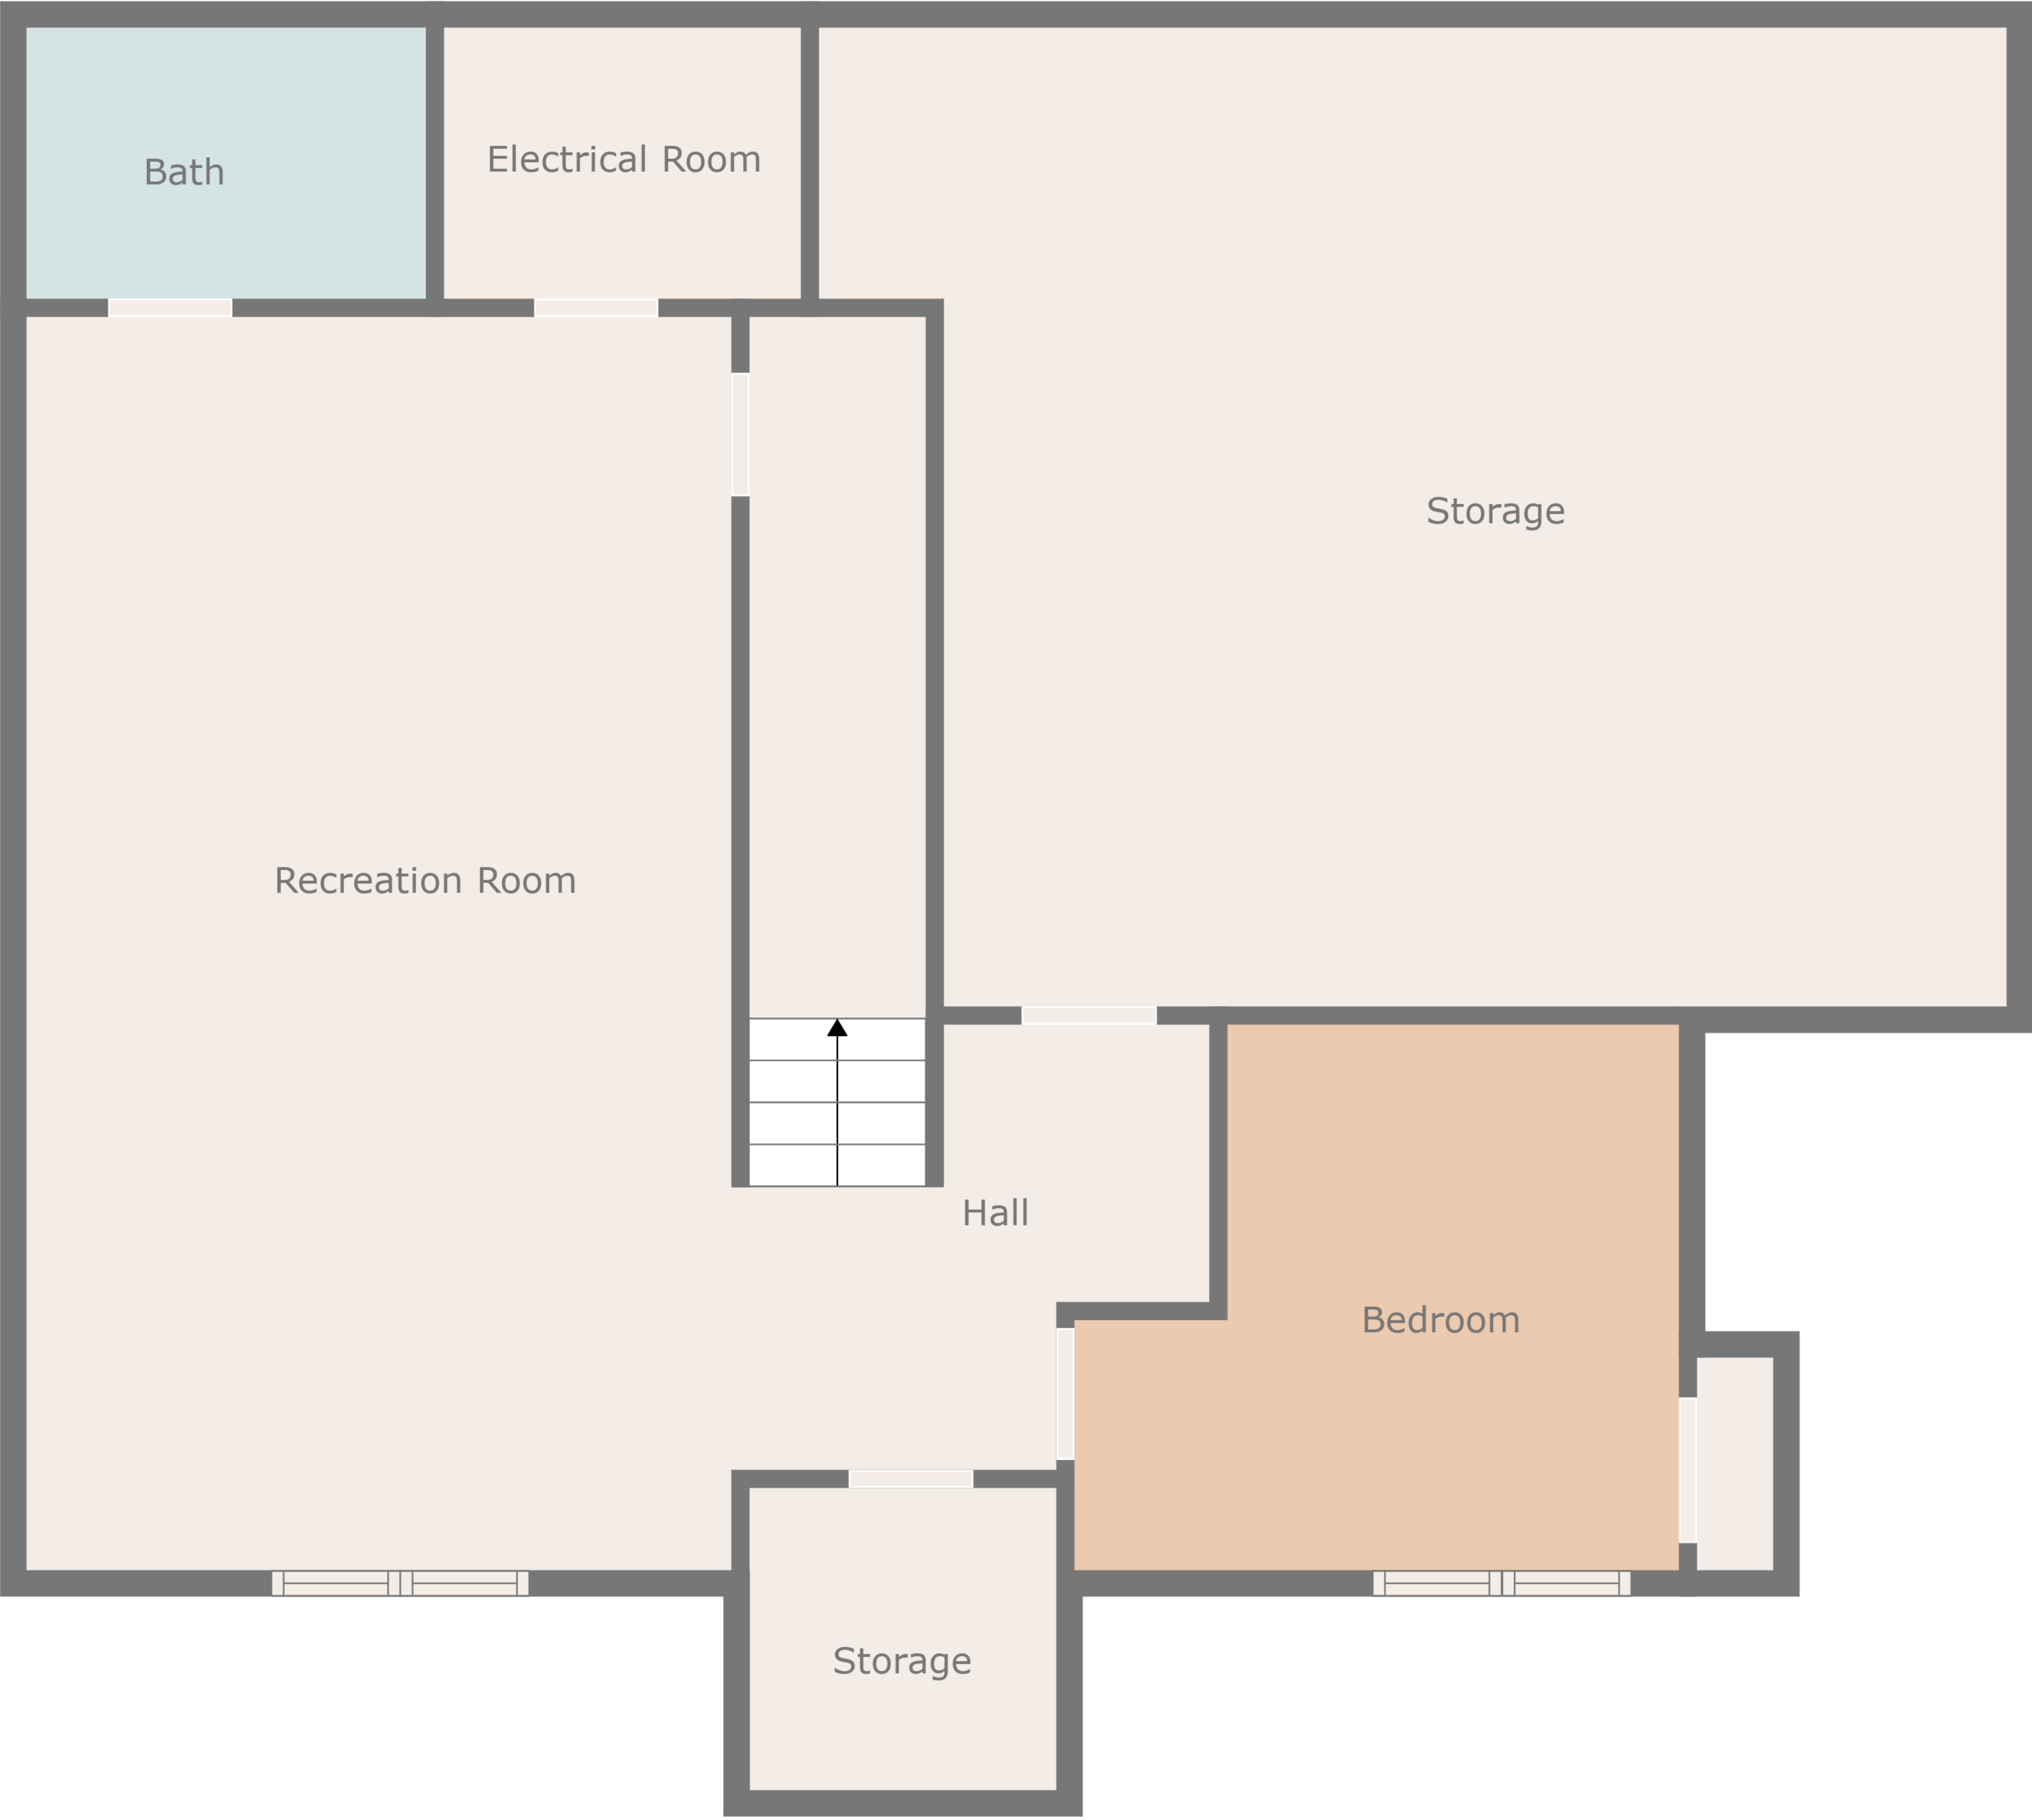 Bath
Electrical Room
Storage
Recreation Room
Hall
Bedroom
Storage